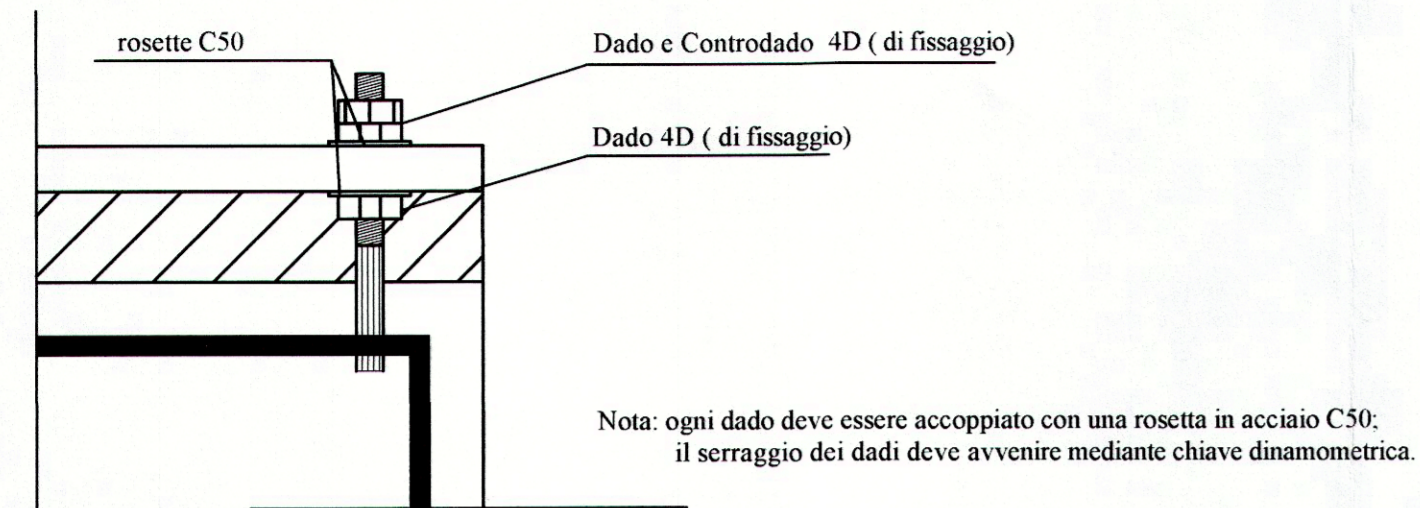 rosette C50
Dado e Controdado 4D ( di fissaggio)
Dado 4D ( di fissaggio)
Nota: ogni dado deve essere accoppiato con una rosetta in acciaio C50;
il serraggio dei dadi deve avvenire mediante chiave dinamometrica.